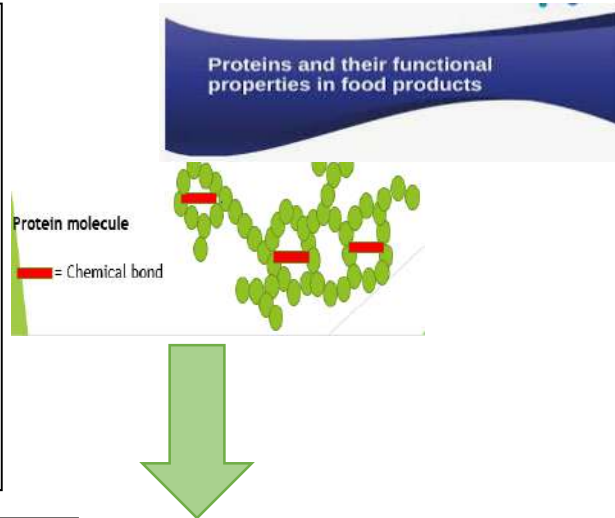 Proteins and their functional
properties in food products
Protein molecule
= Chemical bond